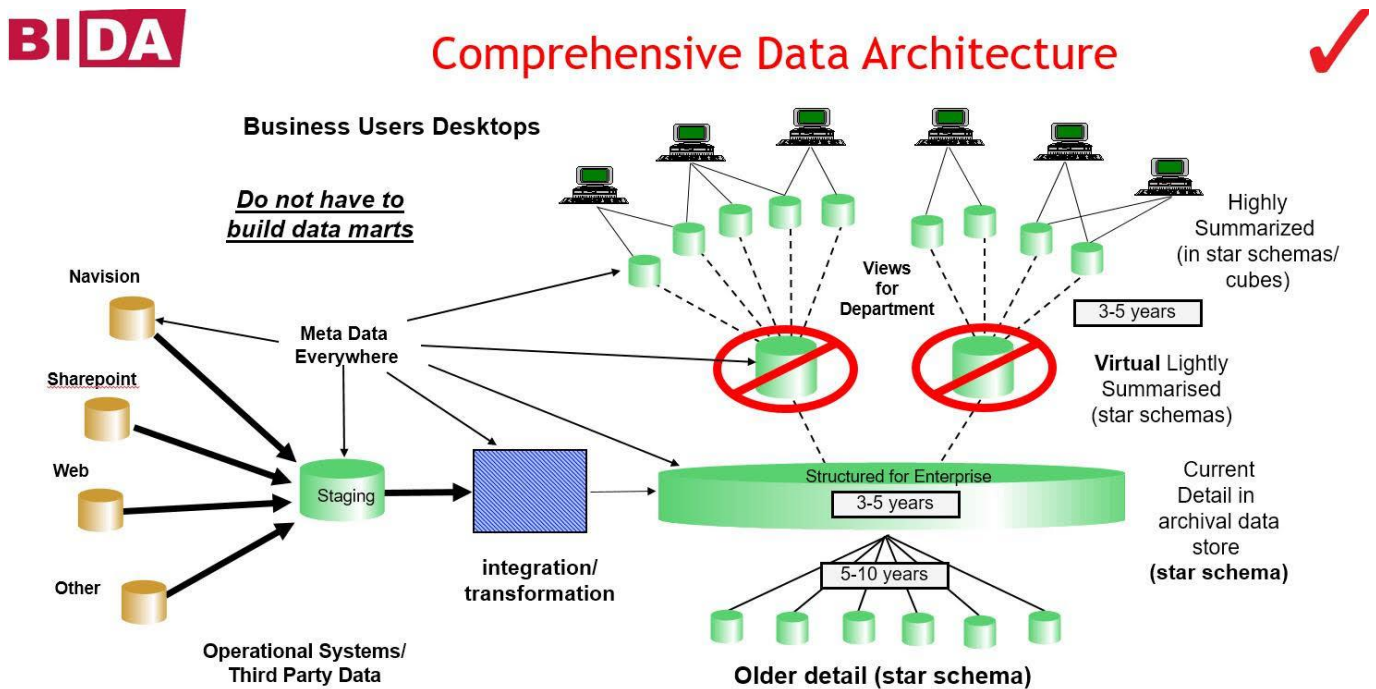 BIDA
Comprehensive Data Architecture
Business Users Desktops
Do not have to
build data marts
Highly
Summarized
(in star schemas/
cubes)
Views
for
Department
3-5 years
Navision
Meta Data
Everywhere
Sharepoint
Virtual Lightly
Summarised
(star schemas)
Web
Staging
Structured for Enterprise
3-5 years
Current
Detail in
archival data
store
(star schema)
integration/
transformation
5-10 years
Other
Operational Systems/
Third Party Data
Older detail (star schema)